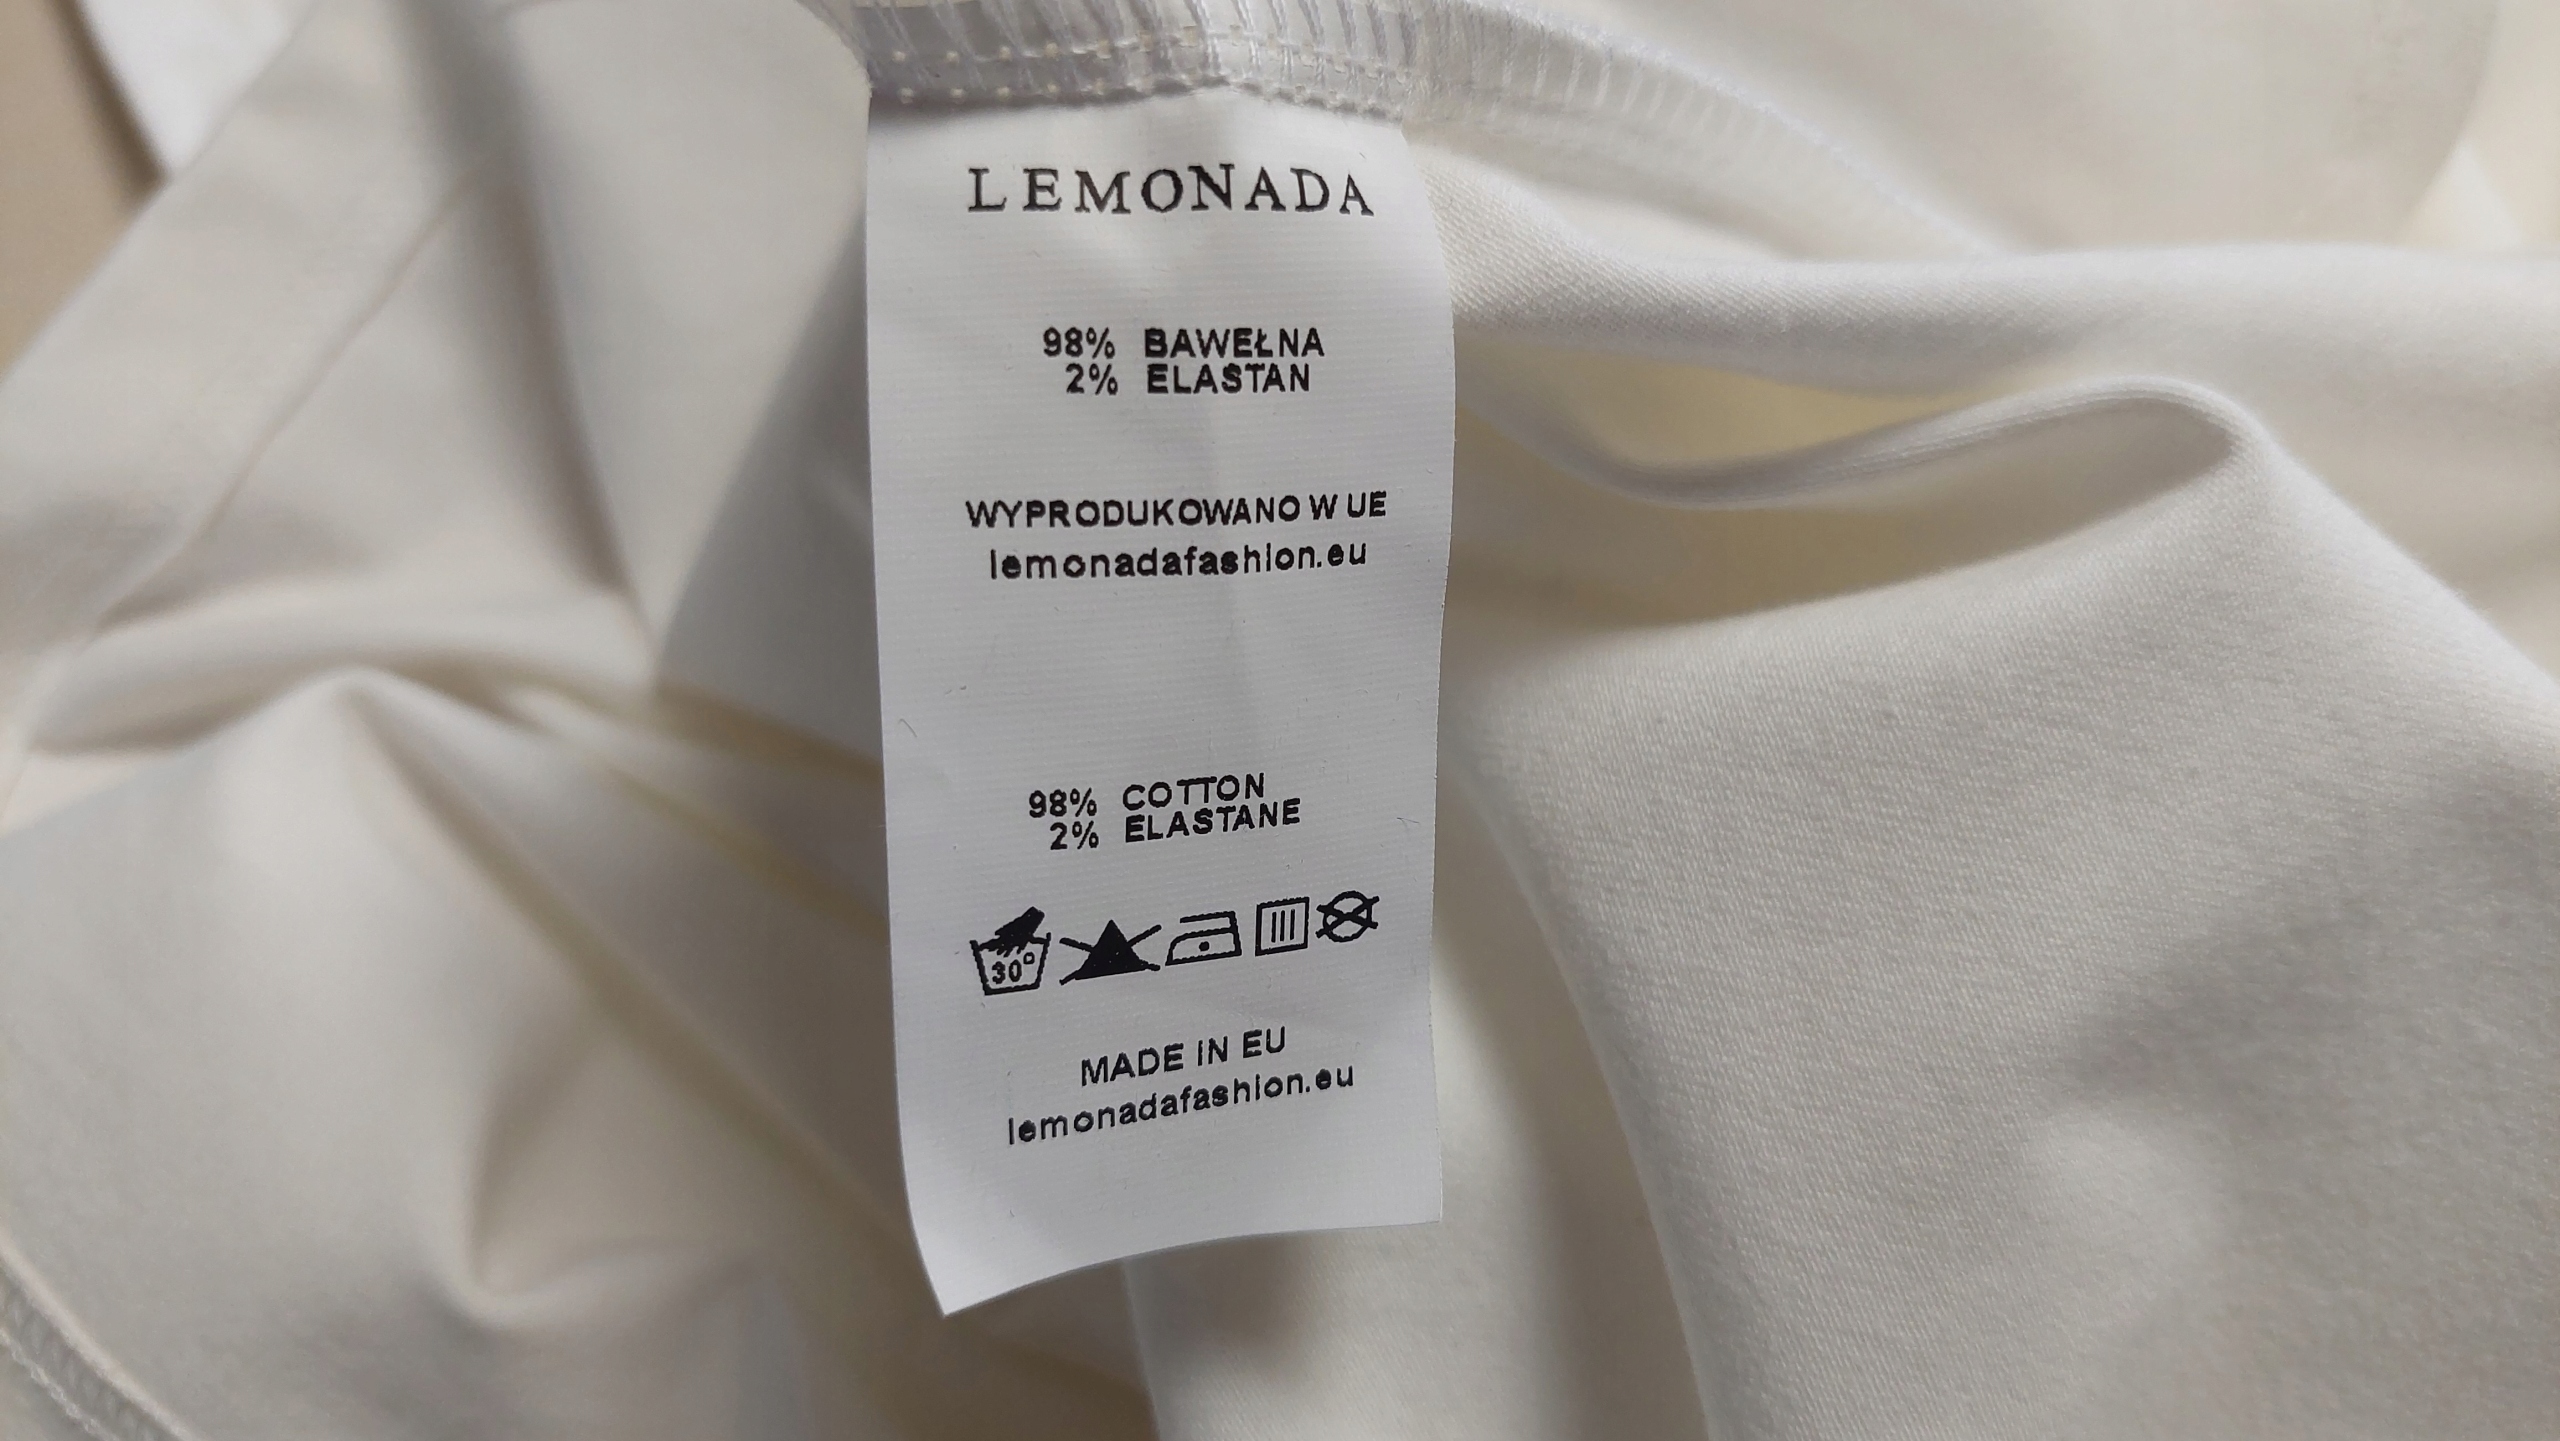 LEMONADA
98% BAWEŁNA
2% ELASTAN
WYPRODUKOWANO W UE
lemonadafashion.eu
98% COTTON
2% ELASTANE
30°
MADE IN EU
lemonadafashion.eu